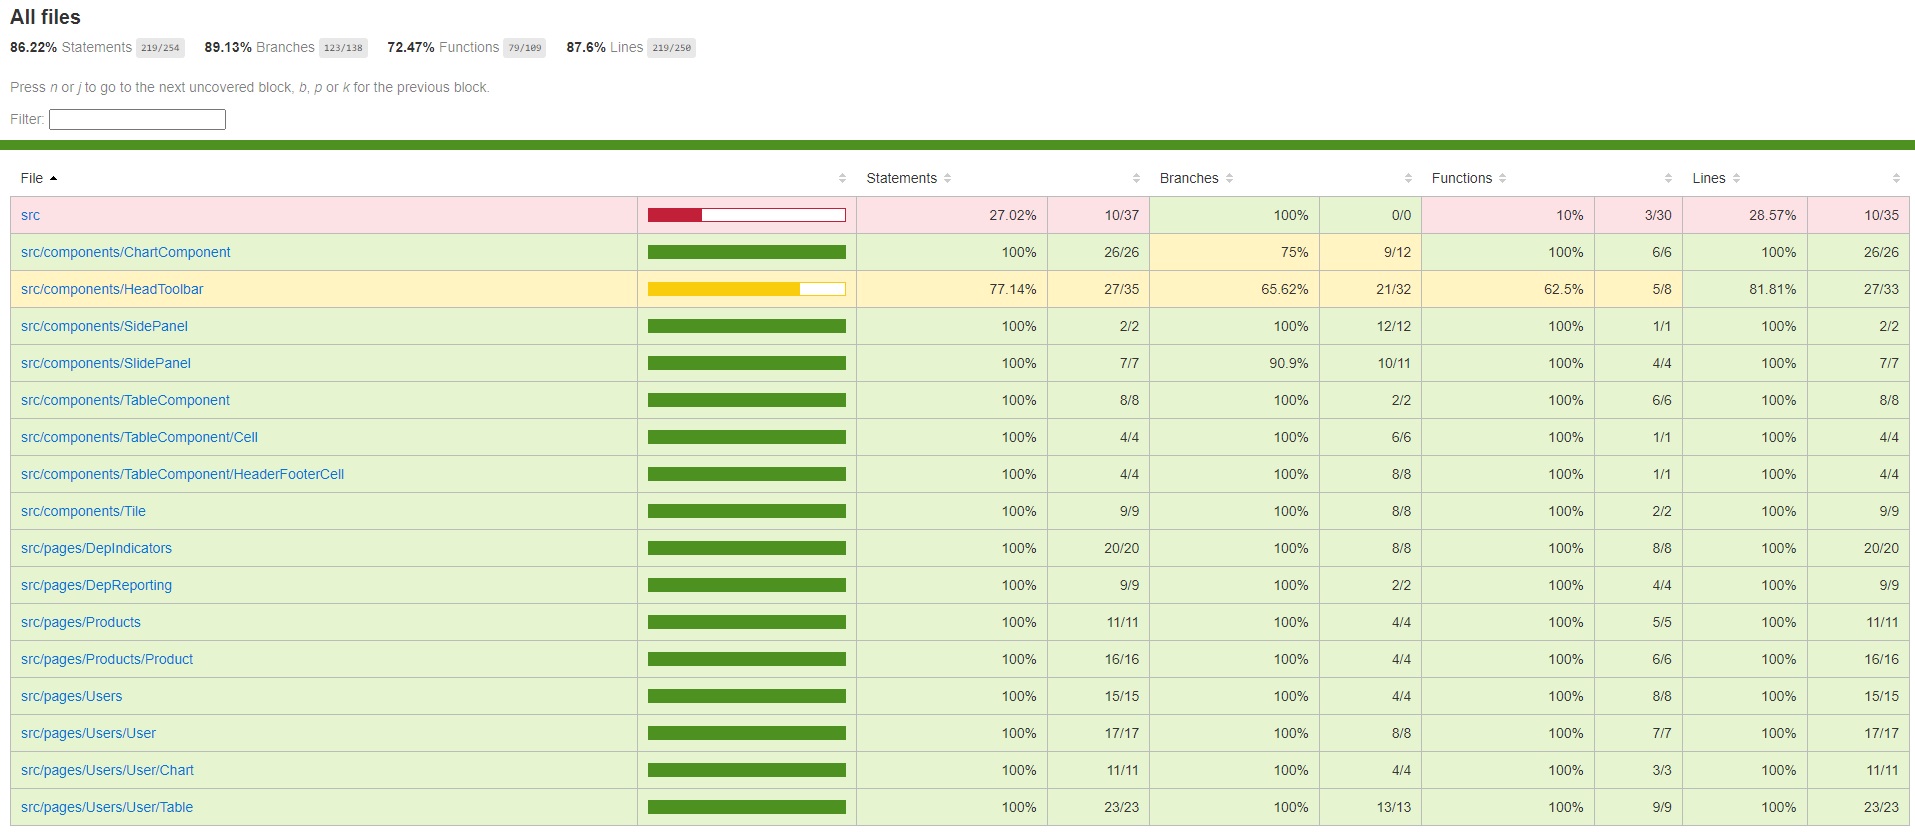 All files
86.22% Statements 219/254 89.13% Branches 123/138 72.47% Functions 79/109 87.6% Lines 219/250
Press n or j to go to the next uncovered block, b, p or k for the previous block.
Filter:
File Statements Branches Functions Lines
src 27.02% 10/37 100% 0/0 10% 3/30 28.57% 10/35
src/components/ChartComponent 100% 26/26 75% 9/12 100% 6/6 100% 26/26
src/components/HeadToolbar 77.14% 27/35 65.62% 21/32 62.5% 5/8 81.81% 27/33
src/components/SidePanel 100% 2/2 100% 12/12 100% 1/1 100% 2/2
src/components/SlidePanel 100% 7/7 90.9% 10/11 100% 4/4 100% 7/7
src/components/TableComponent 100% 8/8 100% 2/2 100% 6/6 100% 8/8
src/components/TableComponent/Cell 100% 4/4 100% 6/6 100% 1/1 100% 4/4
src/components/TableComponent/HeaderFooterCell 100% 4/4 100% 8/8 100% 1/1 100% 4/4
src/components/Tile 100% 9/9 100% 8/8 100% 2/2 100% 9/9
src/pages/DepIndicators 100% 20/20 100% 8/8 100% 8/8 100% 20/20
src/pages/DepReporting 100% 9/9 100% 2/2 100% 4/4 100% 9/9
src/pages/Products 100% 11/11 100% 4/4 100% 5/5 100% 11/11
src/pages/Products/Product 100% 16/16 100% 4/4 100% 6/6 100% 16/16
src/pages/Users 100% 15/15 100% 4/4 100% 8/8 100% 15/15
src/pages/Users/User 100% 17/17 100% 8/8 100% 7/7 100% 17/17
src/pages/Users/User/Chart 100% 11/11 100% 4/4 100% 3/3 100% 11/11
src/pages/Users/User/Table 100% 23/23 100% 13/13 100% 9/9 100% 23/23